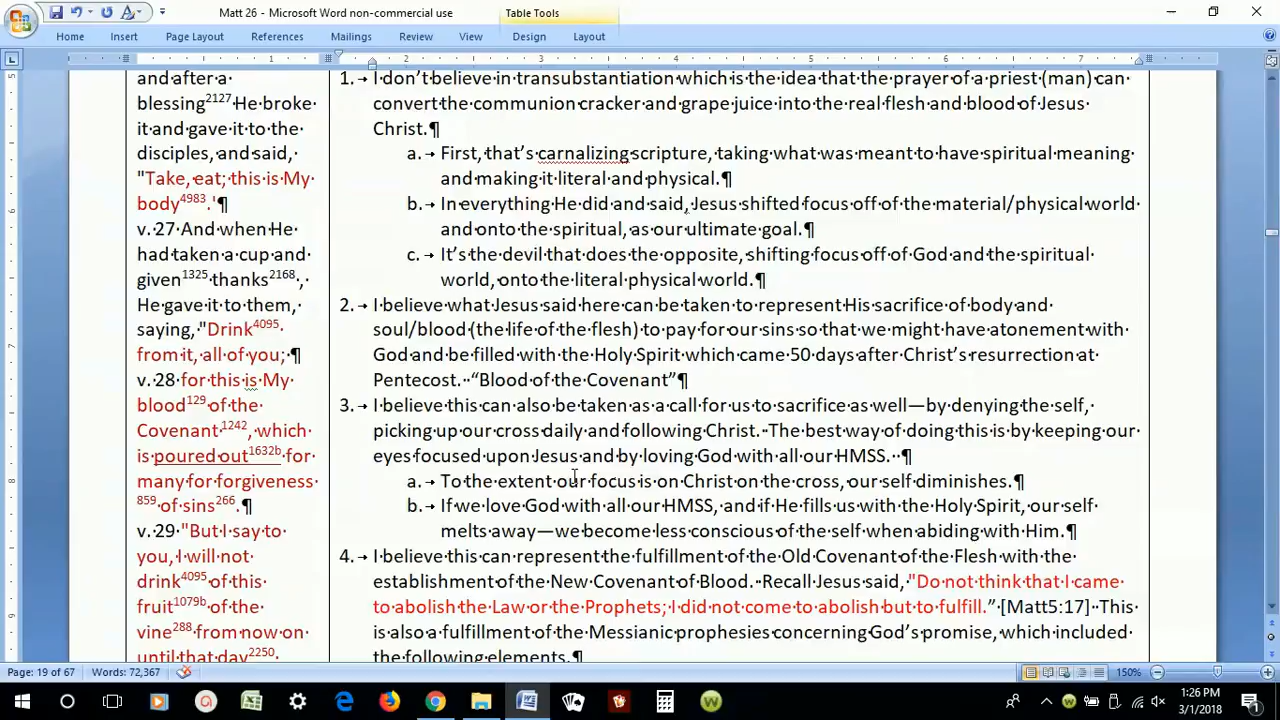 Matt 26 - Microsoft Word non-commercial use
Table Tools
Home Insert Page Layout References Mailings Review View Design Layout
1 2 3 4 5 6 7
and after a
blessing2127 He broke
it and gave it to the
disciples, and said,
"Take, eat; this is My
body4983.'¶
v.27 And when He
had taken a cup and
given1325 thanks2168 ,
He gave it to them,
saying, "Drink4095
from it, all of you; ¶
v.28 for this is My
blood129 of the
Covenant 1242, which
is poured out1632b for
many for forgiveness
859 of sins266.¶
v.29 "But I say to
you, I will not
drink4095 of this
fruit1079b of the
vine288 from now on
until that day2250
1. I don't believe in transubstantiation which is the idea that the prayer of a priest (man) can
convert the communion cracker and grape juice into the real flesh and blood of Jesus
Christ.¶
a. First, that's carnalizing scripture, taking what was meant to have spiritual meaning
and making it literal and physical.¶
b. In everything He did and said, Jesus shifted focus off of the material/physical world
and onto the spiritual, as our ultimate goal.¶
c. It's the devil that does the opposite, shifting focus off of God and the spiritual
world, onto the literal physical world.¶
2. I believe what Jesus said here can be taken to represent His sacrifice of body and
soul/blood (the life of the flesh) to pay for our sins so that we might have atonement with
God and be filled with the Holy Spirit which came 50 days after Christ's resurrection at
Pentecost. “Blood of the Covenant”¶
3. I believe this can also be taken as a call for us to sacrifice as well—by denying the self,
picking up our cross daily and following Christ. The best way of doing this is by keeping our
eyes focused upon Jesus and by loving God with all our HMSS. ¶
a. To the extent our focus is on Christ on the cross, our self diminishes.¶
b. If we love God with all our HMSS, and if He fills us with the Holy Spirit, our self
melts away—we become less conscious of the self when abiding with Him.¶
4. I believe this can represent the fulfillment of the Old Covenant of the Flesh with the
establishment of the New Covenant of Blood. Recall Jesus said, "Do not think that I came
to abolish the Law or the Prophets; I did not come to abolish but to fulfill.” [Matt5:17] This
is also a fulfillment of the Messianic prophesies concerning God's promise, which included
the following elements.¶
Page: 19 of 67 Words: 72,367 150%
1:26 PM
3/1/2018